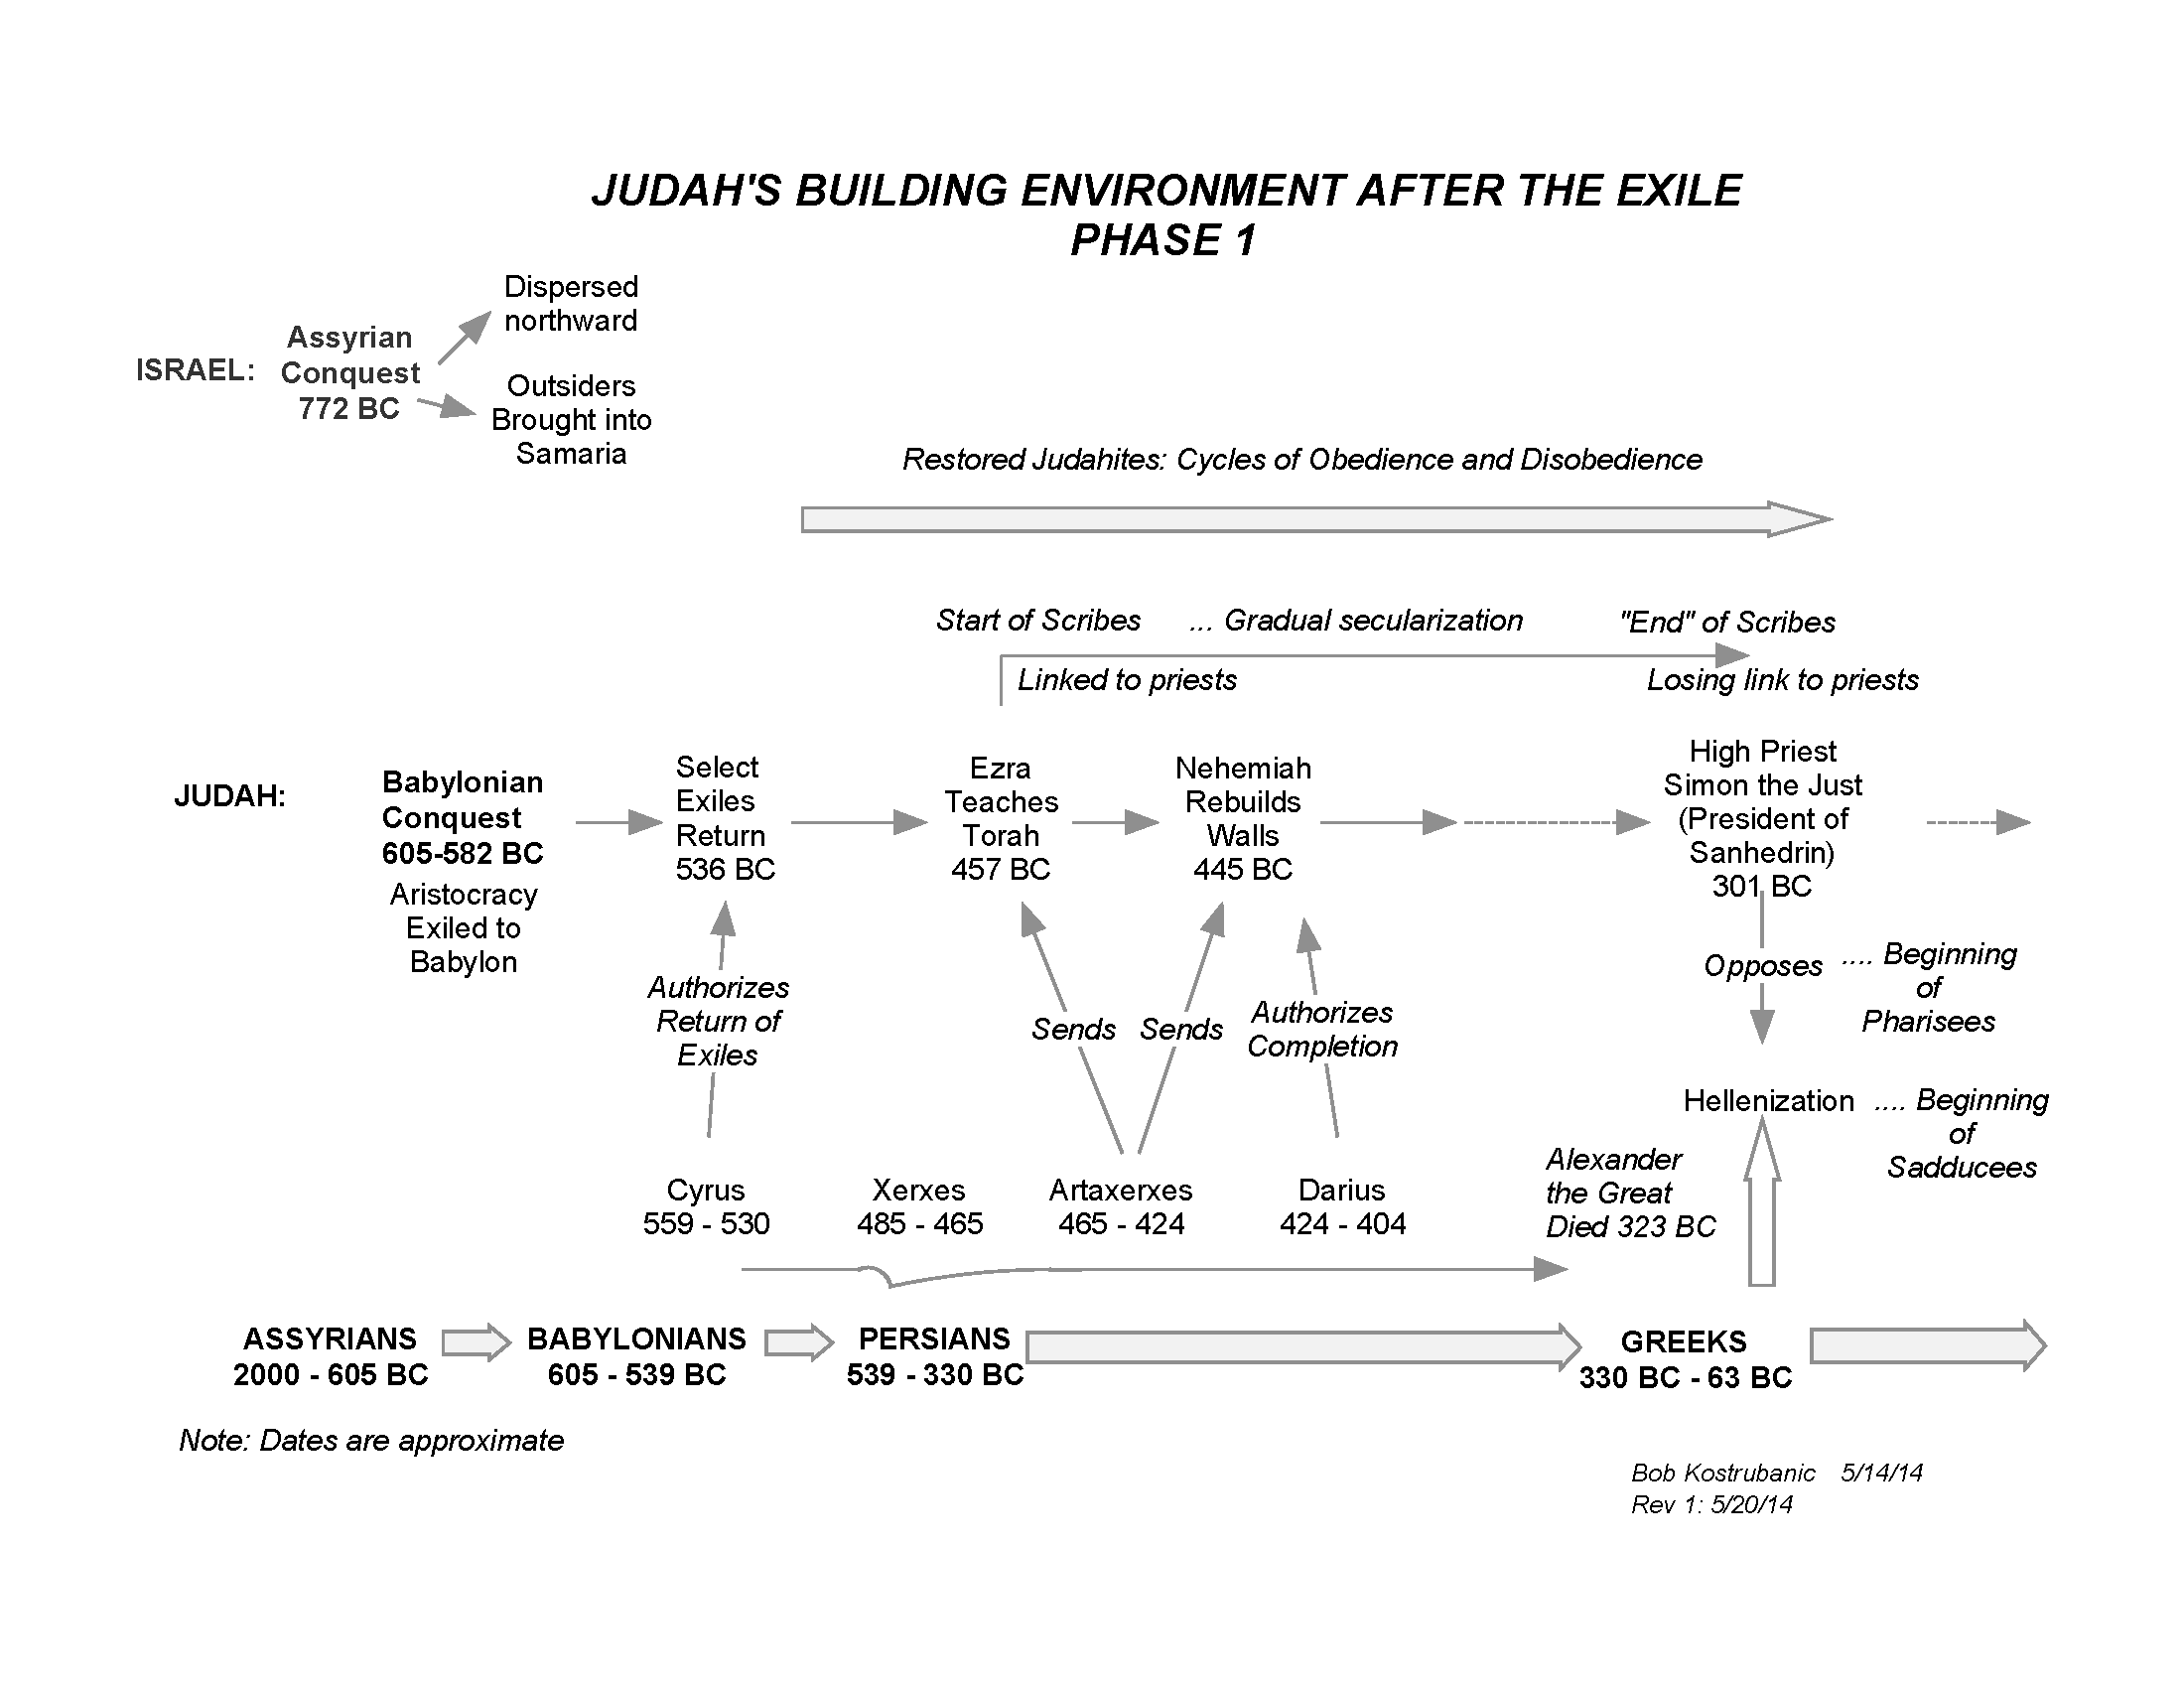 JUDAH'S BUILDING ENVIRONMENT AFTER THE EXILE
PHASE 1
ISRAEL:
Assyrian
Conquest
772 BC
Dispersed
northward
Outsiders
Brought into
Samaria
Restored Judahites: Cycles of Obedience and Disobedience
Start of Scribes
... Gradual secularization
"End" of Scribes
Linked to priests
Losing link to priests
JUDAH:
Babylonian
Conquest
605-582 BC
Aristocracy
Exiled to
Babylon
Select
Exiles
Return
536 BC
Ezra
Teaches
Torah
457 BC
Nehemiah
Rebuilds
Walls
445 BC
High Priest
Simon the Just
(President of
Sanhedrin)
301 BC
Authorizes
Return of
Exiles
Sends
Sends
Authorizes
Completion
Opposes
.... Beginning
of
Pharisees
Hellenization
.... Beginning
of
Sadducees
Cyrus
559 - 530
Xerxes
485 - 465
Artaxerxes
465 - 424
Darius
424 - 404
Alexander
the Great
Died 323 BC
ASSYRIANS
2000 - 605 BC
BABYLONIANS
605 - 539 BC
PERSIANS
539 - 330 BC
GREEKS
330 BC - 63 BC
Note: Dates are approximate
Bob Kostrubanic 5/14/14
Rev 1: 5/20/14